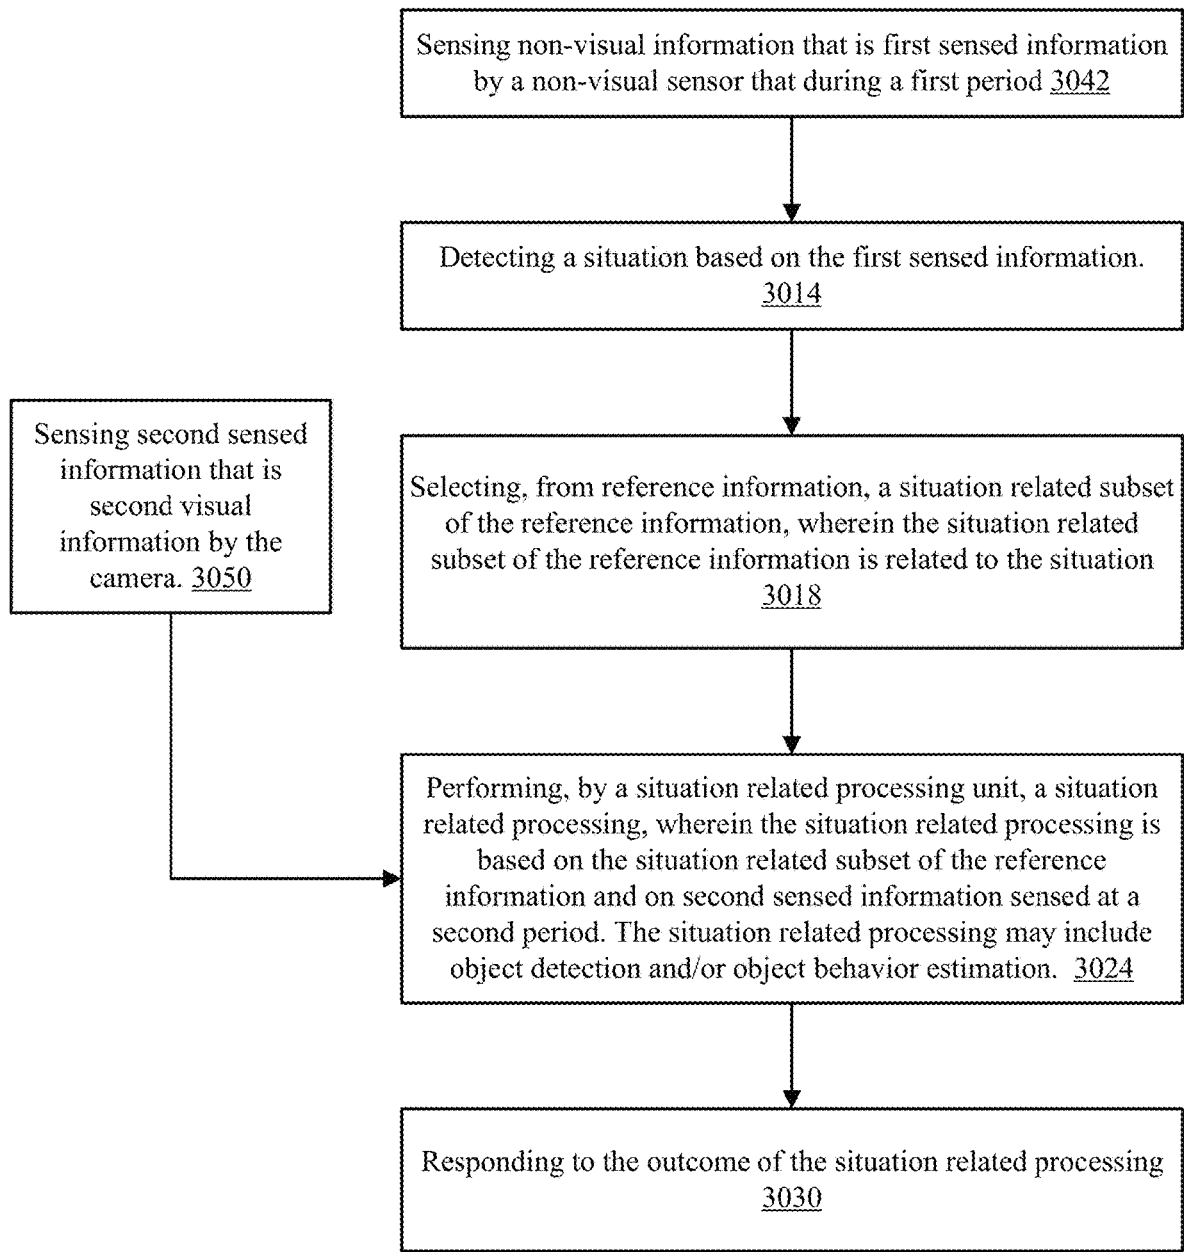 Sensing non-visual information that is first sensed information
by a non-visual sensor that during a first period 3042
Detecting a situation based on the first sensed information.
3014
Sensing second sensed
information that is
second visual
information by the
camera. 3050
Selecting, from reference information, a situation related subset
of the reference information, wherein the situation related
subset of the reference information is related to the situation
3018
Performing, by a situation related processing unit, a situation
related processing, wherein the situation related processing is
based on the situation related subset of the reference
information and on second sensed information sensed at a
second period. The situation related processing may include
object detection and/or object behavior estimation. 3024
Responding to the outcome of the situation related processing
3030